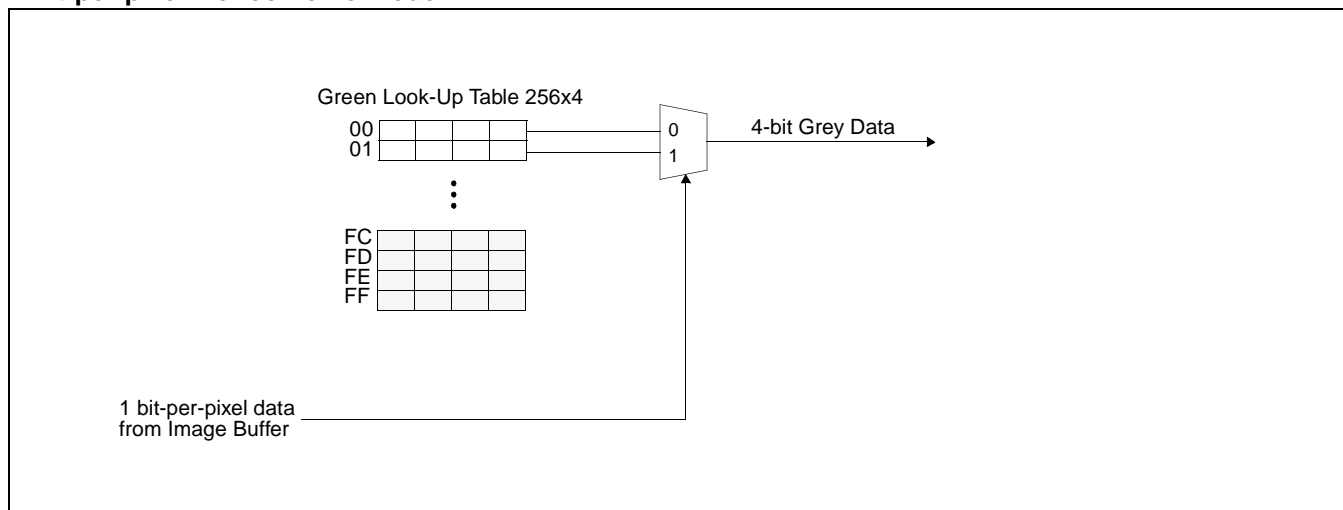 Green Look-Up Table 256x4
00
01
0
1
4-bit Grey Data
FC
FD
FE
FF
1 bit-per-pixel data
from Image Buffer